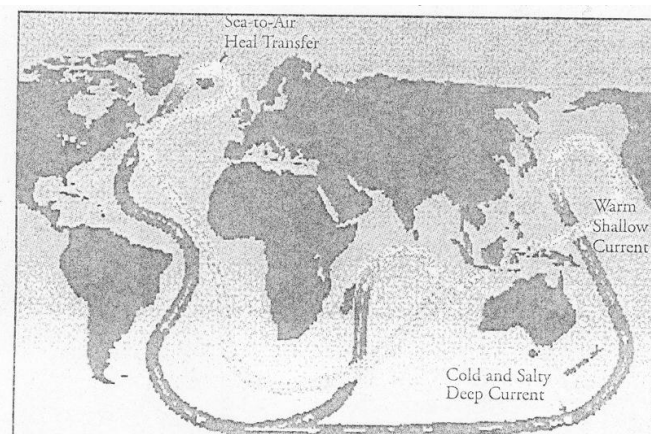 Sea-to-Air
Heal Transfer
Warm
Shallow
Current
Cold and Salty
Deep Current